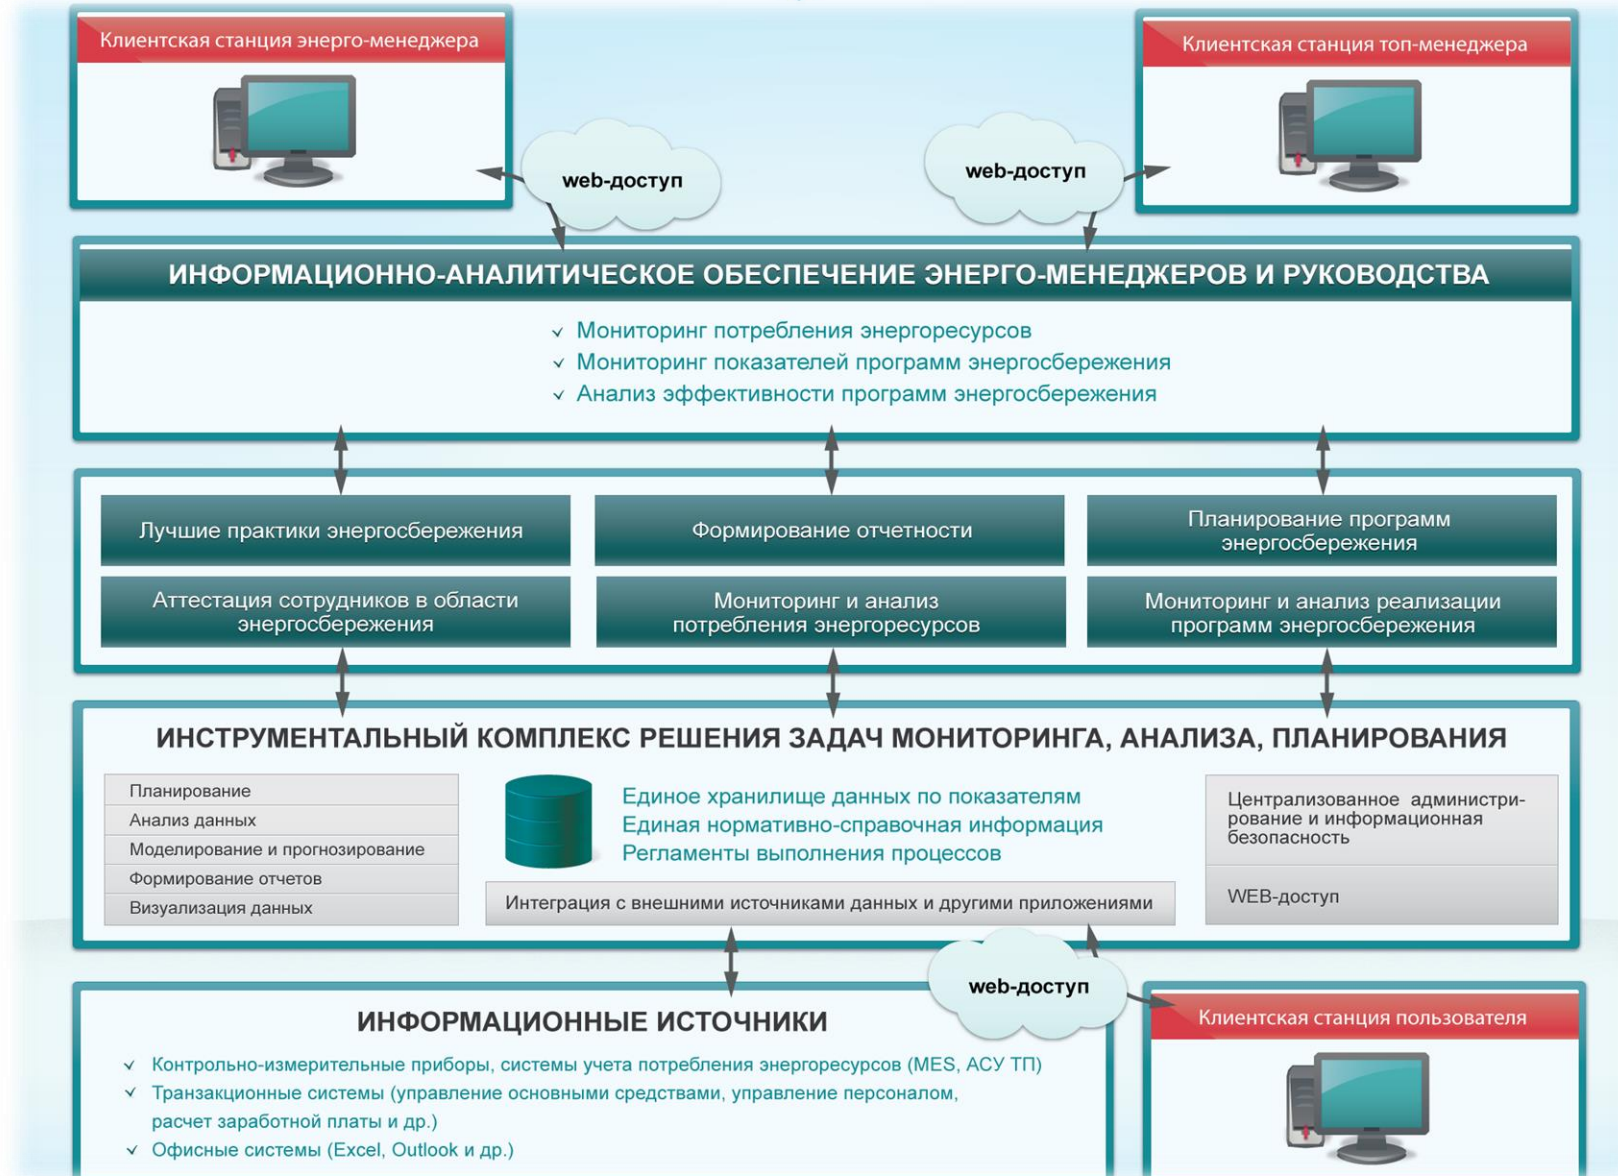 Клиентская станция энерго-менеджера
Клиентская станция топ-менеджера
web-доступ
web-доступ
ИНФОРМАЦИОННО-АНАЛИТИЧЕСКОЕ ОБЕСПЕЧЕНИЕ ЭНЕРГО-МЕНЕДЖЕРОВ И РУКОВОДСТВА
Мониторинг потребления энергоресурсов
Мониторинг показателей программ энергосбережения
Анализ эффективности программ энергосбережения
Лучшие практики энергосбережения
Формирование отчетности
Планирование программ
энергосбережения
Аттестация сотрудников в области
энергосбережения
Мониторинг и анализ
потребления энергоресурсов
Мониторинг и анализ реализации
программ энергосбережения
ИНСТРУМЕНТАЛЬНЫЙ КОМПЛЕКС РЕШЕНИЯ ЗАДАЧ МОНИТОРИНГА, АНАЛИЗА, ПЛАНИРОВАНИЯ
Планирование
Анализ данных
Моделирование и прогнозирование
Формирование отчетов
Визуализация данных
Единое хранилище данных по показателям
Единая нормативно-справочная информация
Регламенты выполнения процессов
Интеграция с внешними источниками данных и другими приложениями
Централизованное администри-
рование и информационная
безопасность
WEB-доступ
web-доступ
ИНФОРМАЦИОННЫЕ ИСТОЧНИКИ
Контрольно-измерительные приборы, системы учета потребления энергоресурсов (MES, АСУ ТП)
Транзакционные системы (управление основными средствами, управление персоналом,
расчет заработной платы и др.)
Офисные системы (Excel, Outlook и др.)
Клиентская станция пользователя